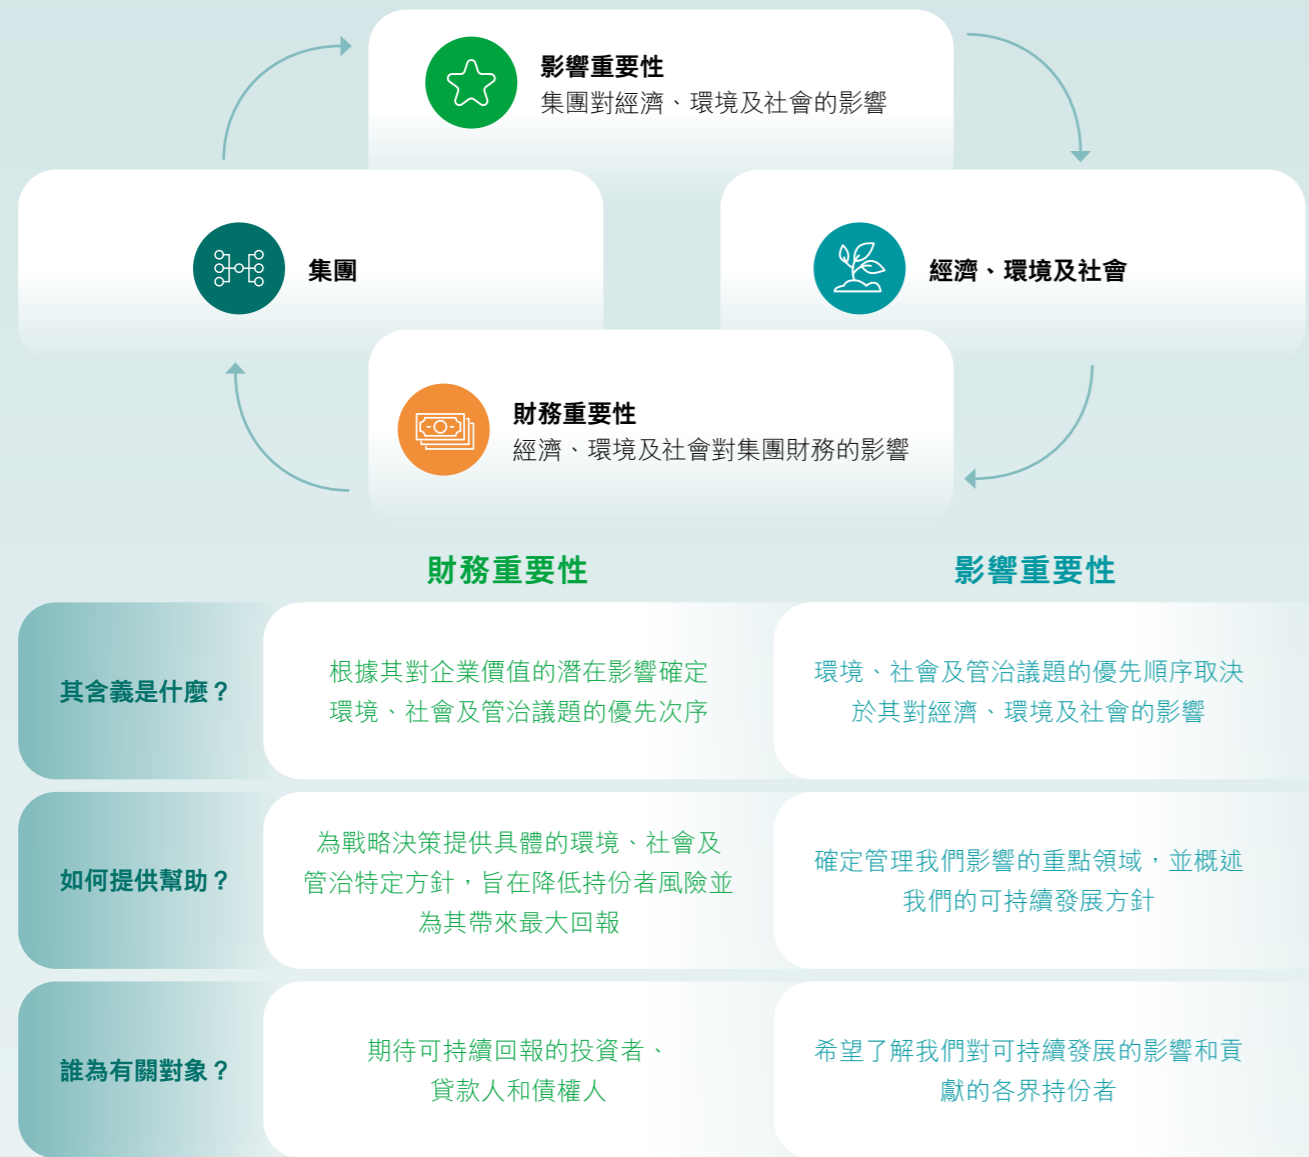 影響重要性
集團對經濟、環境及社會的影響
集團
經濟、環境及社會
財務重要性
經濟、環境及社會對集團財務的影響
財務重要性
影響重要性
其含義是什麼？
根據其對企業價值的潛在影響確定
環境、社會及管治議題的優先次序
環境、社會及管治議題的優先順序取決
於其對經濟、環境及社會的影響
如何提供幫助？
為戰略決策提供具體的環境、社會及
管治特定方針，旨在降低持份者風險並
為其帶來最大回報
確定管理我們影響的重點領域，並概述
我們的可持續發展方針
誰為有關對象？
期待可持續回報的投資者、
貸款人和債權人
希望了解我們對可持續發展的影響和貢
獻的各界持份者